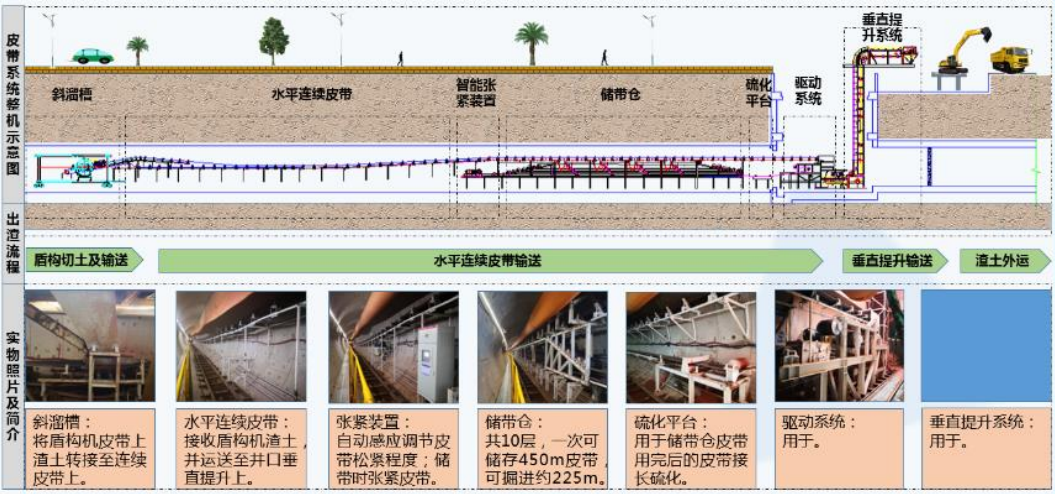 皮带系统整机示意图
斜溜槽
水平连续皮带
智能张
紧装置
储带仓
硫化
平台
驱动
系统
垂直提
升系统
出渣流程
盾构切土及输送
水平连续皮带输送
垂直提升输送
渣土外运
实物照片及简介
斜溜槽：
将盾构机皮带上
渣土转接至连续
皮带上。
水平连续皮带：
接收盾构机渣土，
并运送至井口垂
直提升上。
张紧装置：
自动感应调节皮
带松紧程度；储
带时张紧皮带。
储带仓：
共10层，一次可
储存450m皮带，
可掘进约225m。
硫化平台：
用于储带仓皮带
用完后的皮带接
长硫化。
驱动系统：
用于。
垂直提升系统：
用于。